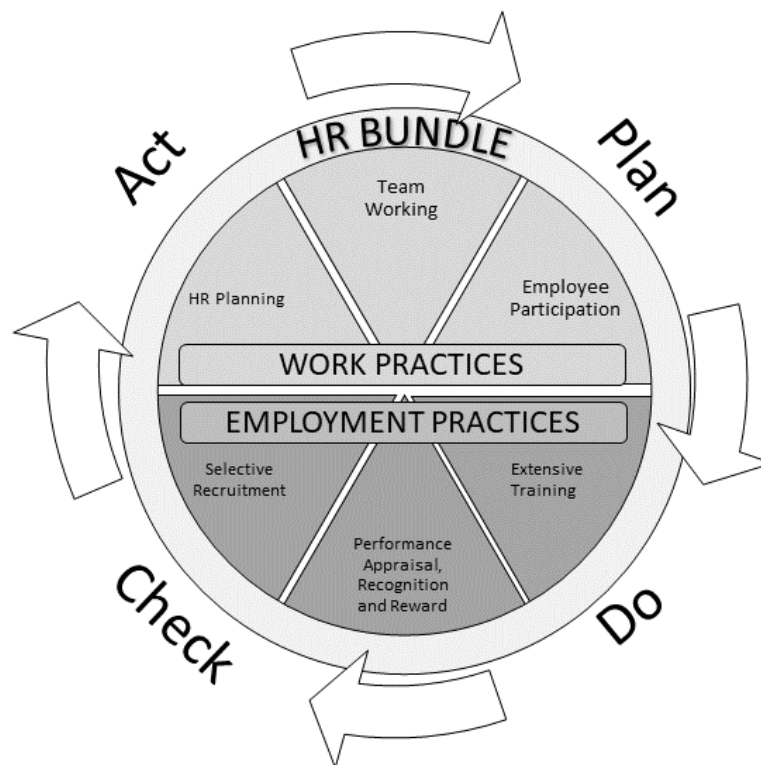 Act
Plan
HR BUNDLE
Team
Working
HR Planning
Employee
Participation
WORK PRACTICES
EMPLOYMENT PRACTICES
Selective
Recruitment
Extensive
Training
Performance
Appraisal,
Recognition
and Reward
Check
Do